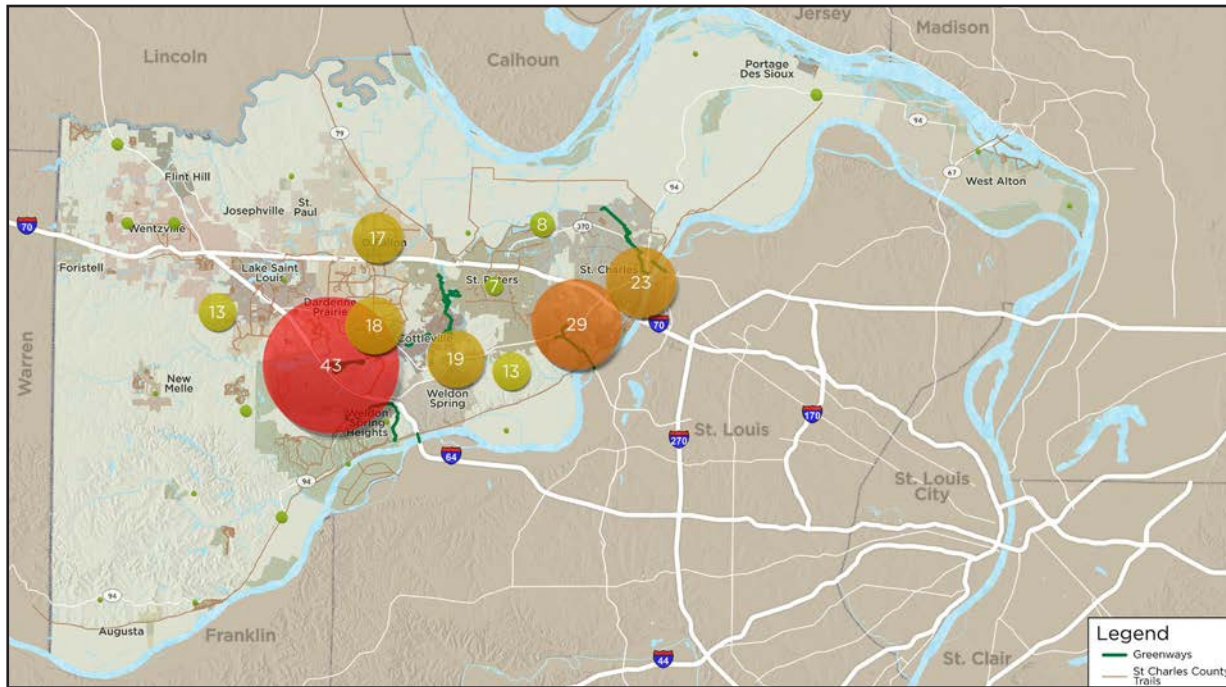 Jersey
Madison
Lincoln
Calhoun
Portage
Des Sioux
79
94
94
67
West Alton
Flint Hill
Josephville
St.
Paul
70
Wentzville
17
8
370
Foristell
Lake Saint
Louis
St. Peters
St. Charles
7
23
13
Dardenne
Prairie
18
Cottleville
29
70
Warren
43
19
13
New
Melle
Weldon
Spring
Weldon
Spring
Heights
170
270
St. Louis
64
94
St. Louis
City
94
Augusta
Franklin
44
St. Clair
Legend
Greenways
St Charles County
Trails